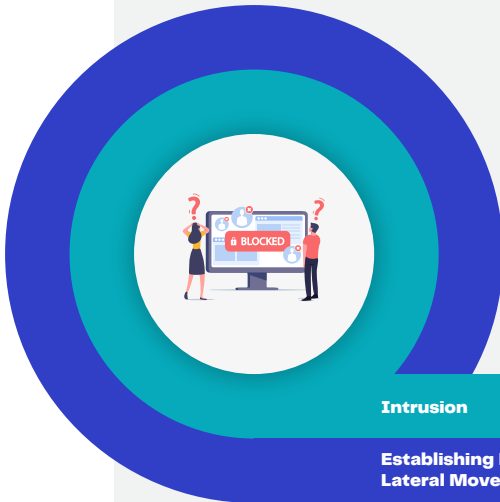 ?
?
BLOCKED
Intrusion
Establishing
Lateral Move